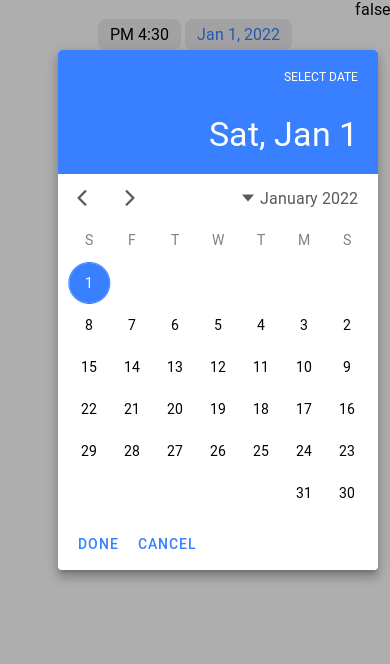 false
PM 4:30 Jan 1, 2022
SELECT DATE
Sat, Jan 1
January 2022
S F T W T M S
1
8 7 6 5 4 3 2
15 14 13 12 11 10 9
22 21 20 19 18 17 16
29 28 27 26 25 24 23
31 30
DONE CANCEL